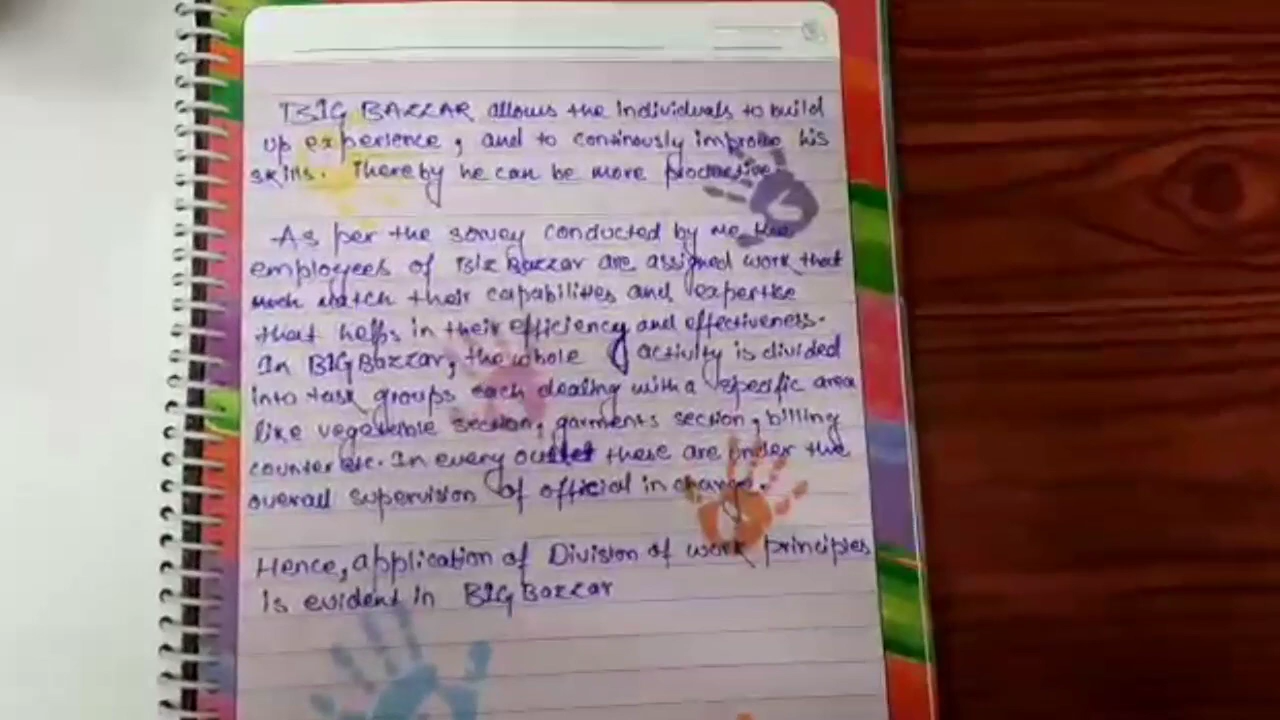 BIG BAZZAR allows the individuals to build
up experience, and to continously improve his
skills. Thereby he can be more productive
As per the survey conducted by me the
employees of BIG Bazzar are assigned work that
match their capabilities and expertise
that helps in their efficiency and effectiveness.
In BIG Bazzar, the whole activity is divided
into task groups each dealing with a specific area
like vegetable section, garments section, billing
counter etc. In every outlet these are under the
overall supervision of official in charge.
Hence, application of Division of work principles
is evident in BIG Bazzar